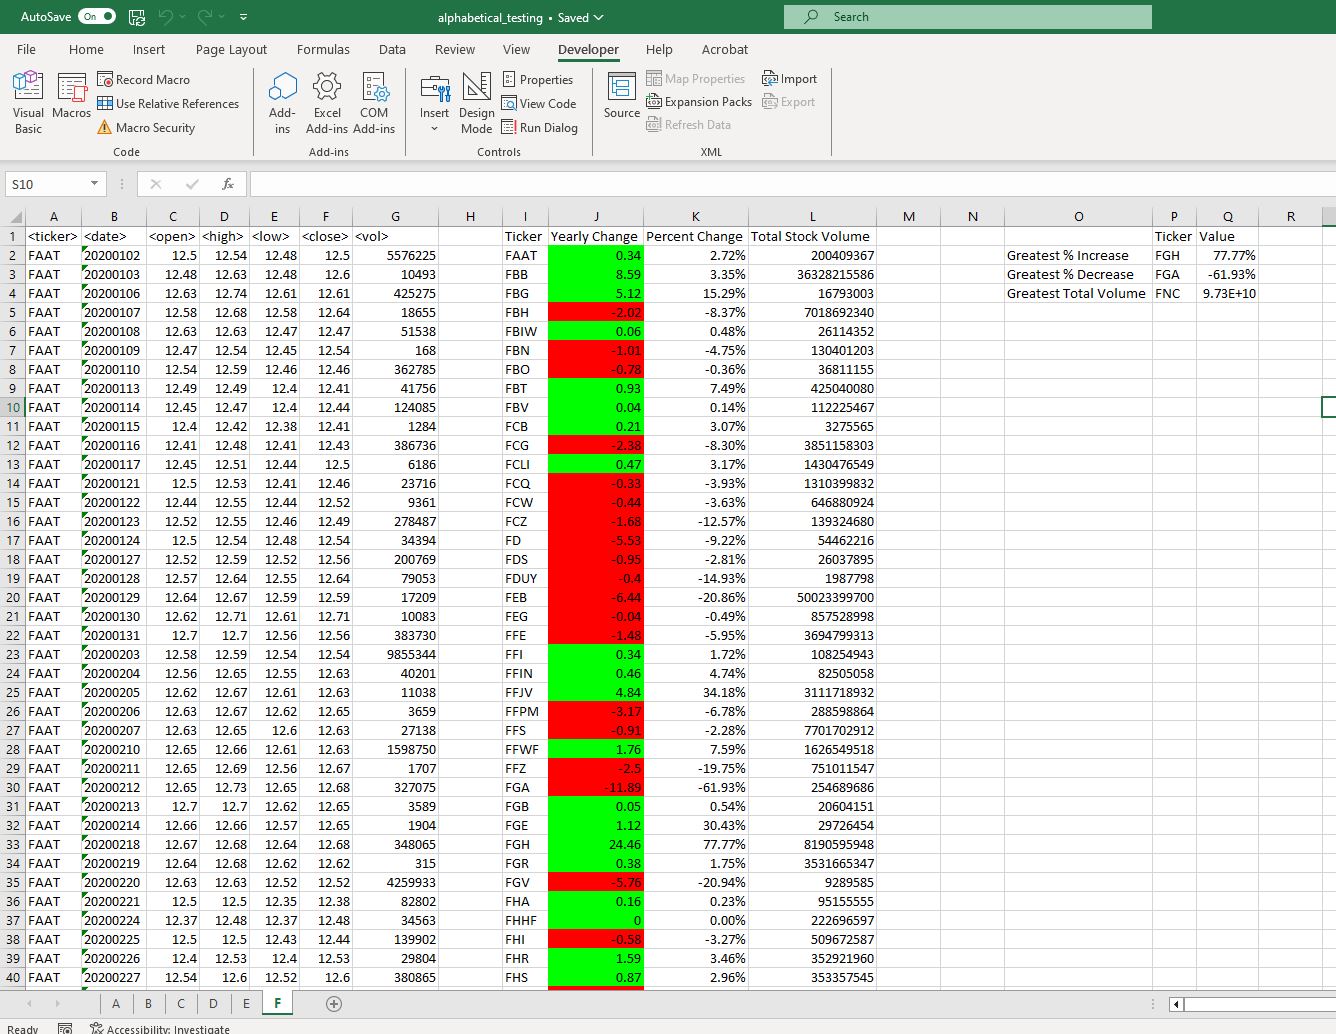 AutoSave On alphabetical_testing • Saved Search
File Home Insert Page Layout Formulas Data Review View Developer Help Acrobat
Visual Basic Macros Record Macro Use Relative References Macro Security Add-ins Excel Add-ins COM Add-ins Insert Design Mode Properties View Code Run Dialog Source Map Properties Expansion Packs Refresh Data Import Export
Code Add-ins Controls XML
S10 fx
A B C D E F G H I J K L M N O P Q R
1 <ticker> <date> <open> <high> <low> <close> <vol> Ticker Yearly Change Percent Change Total Stock Volume Ticker Value
2 FAAT 20200102 12.5 12.54 12.48 12.5 5576225 FAAT 0.34 2.72% 200409367 Greatest % Increase FGH 77.77%
3 FAAT 20200103 12.48 12.63 12.48 12.6 10493 FBB 8.59 3.35% 36328215586 Greatest % Decrease FGA -61.93%
4 FAAT 20200106 12.63 12.74 12.61 12.61 425275 FBG 5.12 15.29% 16793003 Greatest Total Volume FNC 9.73E+10
5 FAAT 20200107 12.58 12.68 12.58 12.64 18655 FBH -2.02 -8.37% 7018692340
6 FAAT 20200108 12.63 12.63 12.47 12.47 51538 FBIW 0.06 0.48% 26114352
7 FAAT 20200109 12.47 12.54 12.45 12.54 168 FBN -1.01 -4.75% 130401203
8 FAAT 20200110 12.54 12.59 12.46 12.46 362785 FBO -0.78 -0.36% 36811155
9 FAAT 20200113 12.49 12.49 12.4 12.41 41756 FBT 0.93 7.49% 425040080
10 FAAT 20200114 12.45 12.47 12.4 12.44 124085 FBV 0.04 0.14% 112225467
11 FAAT 20200115 12.4 12.42 12.38 12.41 1284 FCB 0.21 3.07% 3275565
12 FAAT 20200116 12.41 12.48 12.41 12.43 386736 FCG -2.38 -8.30% 3851158303
13 FAAT 20200117 12.45 12.51 12.44 12.5 6186 FCLI 0.47 3.17% 1430476549
14 FAAT 20200121 12.5 12.53 12.41 12.46 23716 FCQ -0.33 -3.93% 1310399832
15 FAAT 20200122 12.44 12.55 12.44 12.52 9361 FCW -0.44 -3.63% 646880924
16 FAAT 20200123 12.52 12.55 12.46 12.49 278487 FCZ -1.68 -12.57% 139324680
17 FAAT 20200124 12.5 12.54 12.48 12.54 34394 FD -5.53 -9.22% 54462216
18 FAAT 20200127 12.52 12.59 12.52 12.56 200769 FDS -0.95 -2.81% 26037895
19 FAAT 20200128 12.57 12.64 12.55 12.64 79053 FDUY -0.4 -14.93% 1987798
20 FAAT 20200129 12.64 12.67 12.59 12.59 17209 FEB -6.44 -20.86% 50023399700
21 FAAT 20200130 12.62 12.71 12.61 12.71 10083 FEG -0.04 -0.49% 857528998
22 FAAT 20200131 12.7 12.7 12.56 12.56 383730 FFE -1.48 -5.95% 3694799313
23 FAAT 20200203 12.58 12.59 12.54 12.54 9855344 FFI 0.34 1.72% 108254943
24 FAAT 20200204 12.56 12.65 12.55 12.63 40201 FFIN 0.46 4.74% 82505058
25 FAAT 20200205 12.62 12.67 12.61 12.63 11038 FFJV 4.84 34.18% 3111718932
26 FAAT 20200206 12.63 12.67 12.62 12.65 3659 FFPM -3.17 -6.78% 288598864
27 FAAT 20200207 12.63 12.65 12.6 12.63 27138 FFS -0.91 -2.28% 7701702912
28 FAAT 20200210 12.65 12.66 12.61 12.63 1598750 FFWF 1.76 7.59% 1626549518
29 FAAT 20200211 12.65 12.69 12.56 12.67 1707 FFZ -2.5 -19.75% 751011547
30 FAAT 20200212 12.65 12.73 12.65 12.68 327075 FGA -11.89 -61.93% 254689686
31 FAAT 20200213 12.7 12.7 12.62 12.65 3589 FGB 0.05 0.54% 20604151
32 FAAT 20200214 12.66 12.66 12.57 12.65 1904 FGE 1.12 30.43% 29726454
33 FAAT 20200218 12.67 12.68 12.64 12.68 348065 FGH 24.46 77.77% 8190595948
34 FAAT 20200219 12.64 12.68 12.62 12.62 315 FGR 0.38 1.75% 3531665347
35 FAAT 20200220 12.63 12.63 12.52 12.52 4259933 FGV -5.76 -20.94% 9289585
36 FAAT 20200221 12.5 12.5 12.35 12.38 82802 FHA 0.16 0.23% 95155555
37 FAAT 20200224 12.37 12.48 12.37 12.48 34563 FHHF 0 0.00% 222696597
38 FAAT 20200225 12.5 12.5 12.43 12.44 139902 FHI -0.58 -3.27% 509672587
39 FAAT 20200226 12.4 12.53 12.4 12.53 29804 FHR 1.59 3.46% 352921960
40 FAAT 20200227 12.54 12.6 12.52 12.6 380865 FHS 0.87 2.96% 353357545
A B C D E F
Ready Accessibility: Investigate